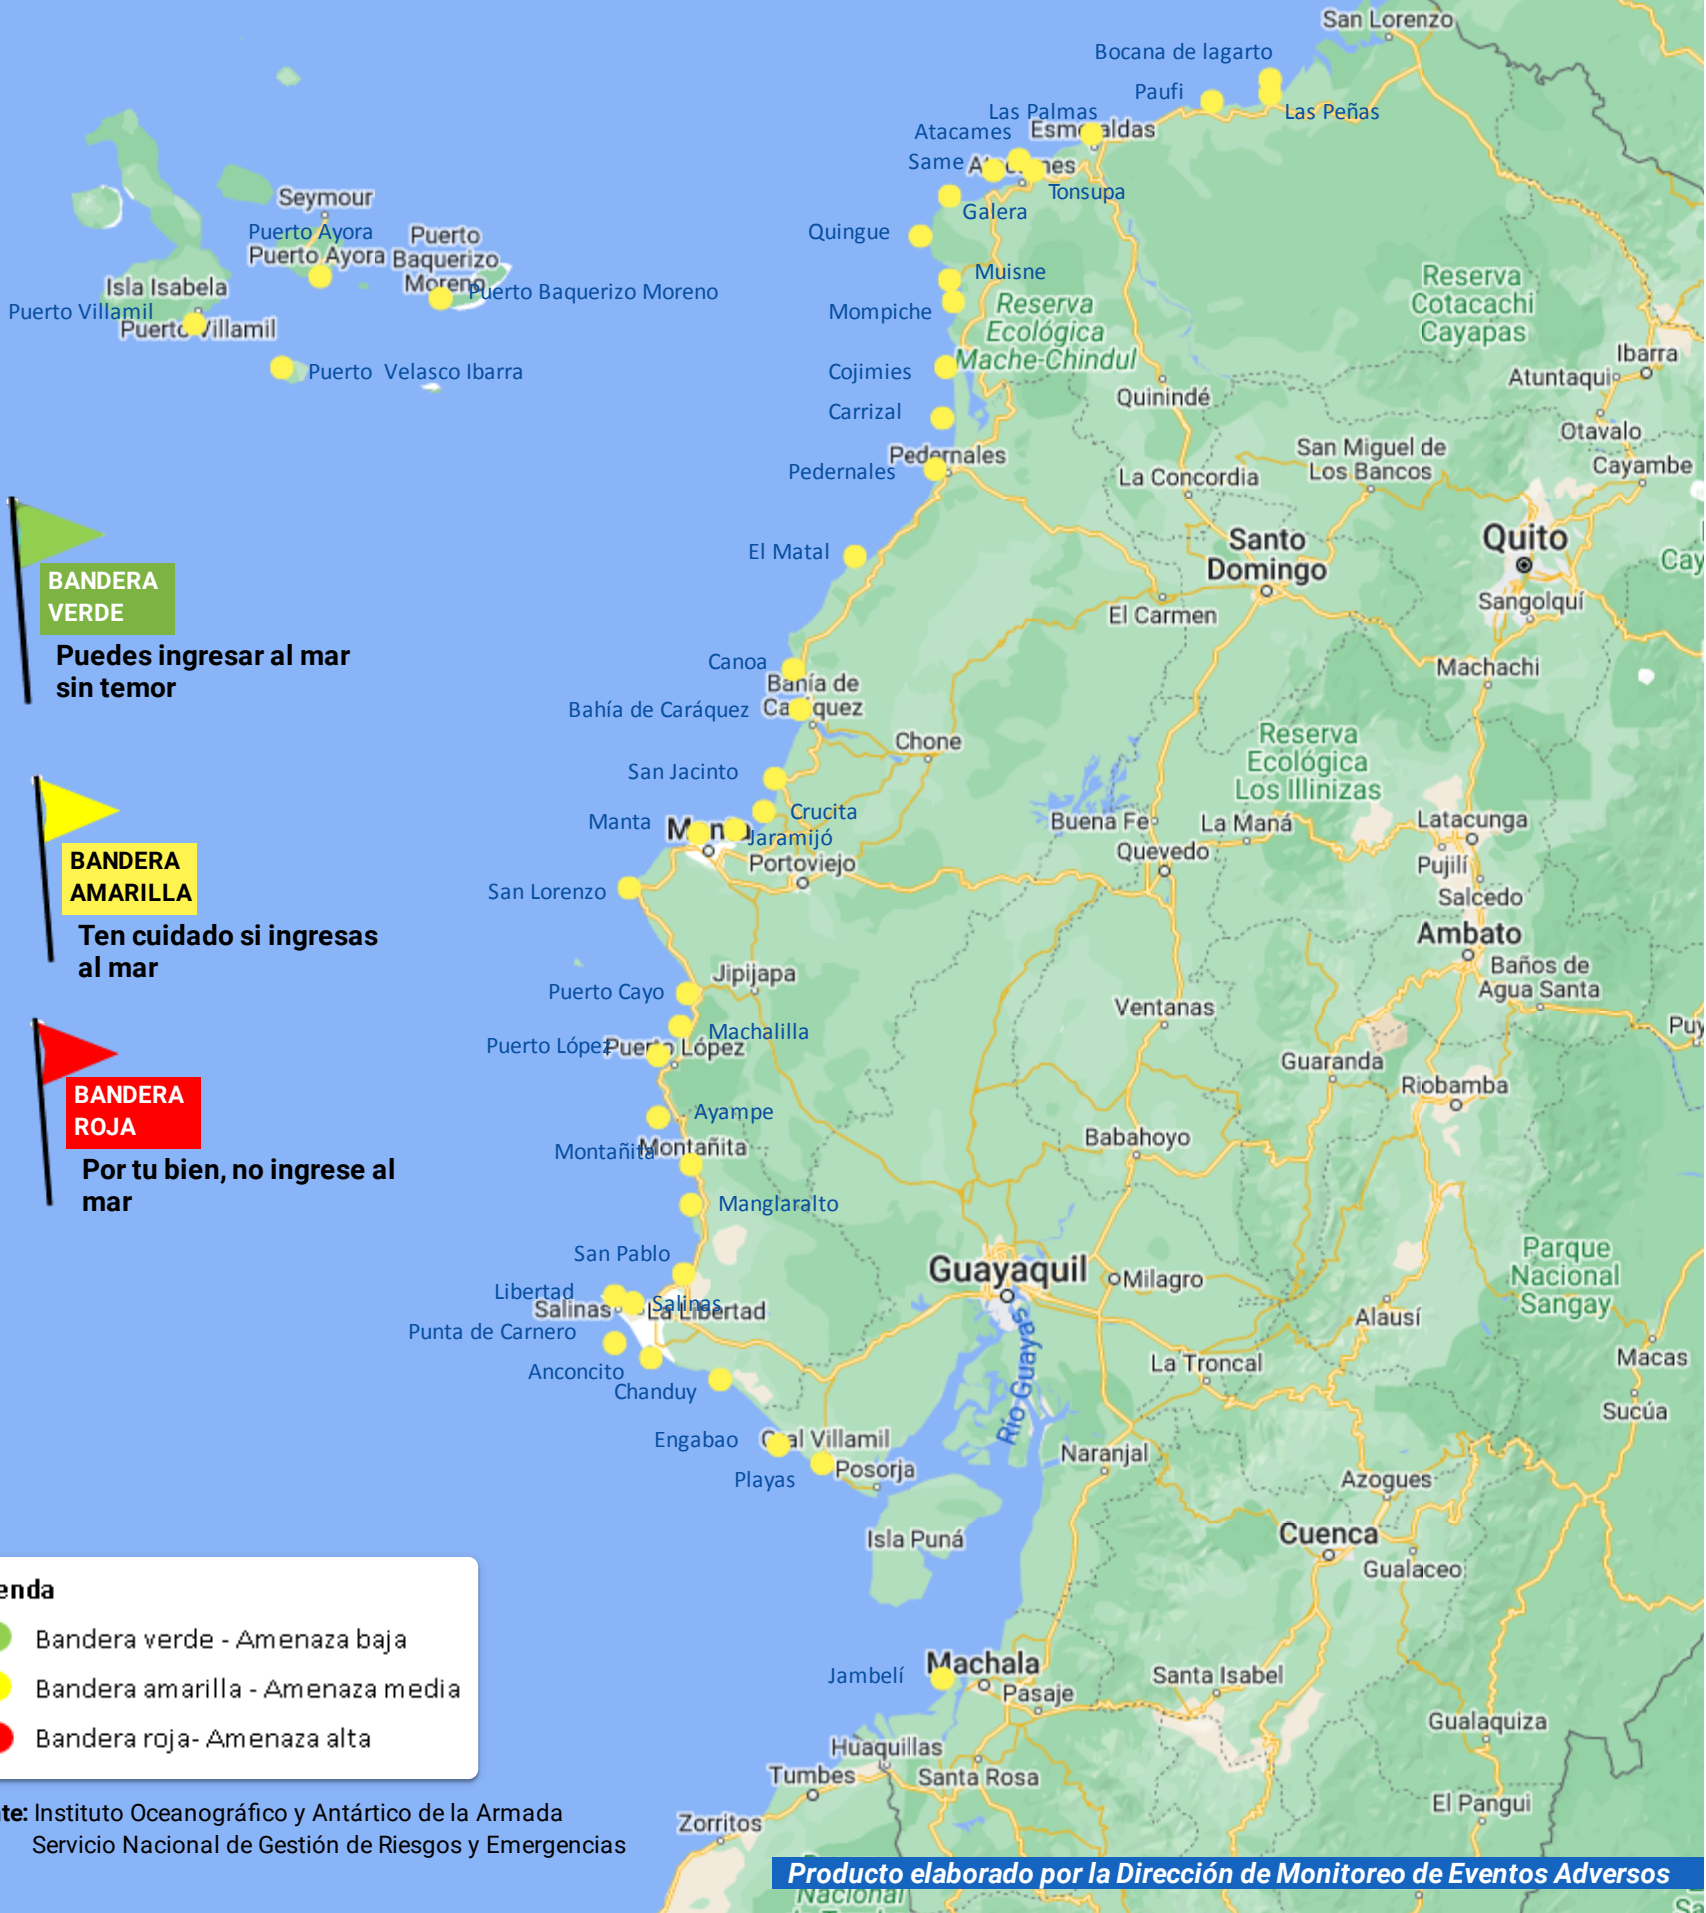 San Lorenzo
Bocana de lagarto
Paufi
Las Peñas
Las Palmas
Atacames
Same
Tonsupa
Galera
Quingue
Muisne
Mompiche
Reserva
Ecológica
Mache-Chindul
Cojimies
Carrizal
Pedernales
Pedernales
Quinindé
Reserva
Cotacachi
Cayapas
Ibarra
Atuntaqui
Otavalo
Cayambe
San Miguel de
Los Bancos
La Concordia
Seymour
Puerto Ayora
Puerto Ayora
Puerto
Baquerizo
Moreno
Puerto Baquerizo Moreno
Isla Isabela
Puerto Villamil
Puerto Villamil
Puerto Velasco Ibarra
BANDERA
VERDE
Puedes ingresar al mar
sin temor
BANDERA
AMARILLA
Ten cuidado si ingresas
al mar
BANDERA
ROJA
Por tu bien, no ingrese al
mar
El Matal
Santo
Domingo
Quito
Cay
El Carmen
Sangolquí
Canoa
Bahía de
Bahía de Caráquez
Machachi
Chone
San Jacinto
Reserva
Ecológica
Los Illinizas
Crucita
Manta
Manta
Jaramijó
Portoviejo
Buena Fe
La Maná
Latacunga
Quevedo
Pujilí
San Lorenzo
Salcedo
Ambato
Jipijapa
Baños de
Agua Santa
Puerto Cayo
Ventanas
Machalilla
Puy
Puerto López
Puerto López
Guaranda
Riobamba
Ayampe
Babahoyo
Montañita
Montañita
Manglaralto
San Pablo
Guayaquil
Milagro
Parque
Nacional
Sangay
Libertad
Salinas
Salinas
La Libertad
Río Guayas
Alausí
Punta de Carnero
La Troncal
Macas
Anconcito
Chanduy
Sucúa
Engabao
Gral Villamil
Naranjal
Playas
Posorja
Azogues
Isla Puná
Cuenca
Gualaceo
enda
Bandera verde - Amenaza baja
Bandera amarilla - Amenaza media
Bandera roja- Amenaza alta
Jambelí
Machala
Pasaje
Santa Isabel
Gualaquiza
Huaquillas
Tumbes
Santa Rosa
El Pangui
Zorritos
te: Instituto Oceanográfico y Antártico de la Armada
Servicio Nacional de Gestión de Riesgos y Emergencias
Producto elaborado por la Dirección de Monitoreo de Eventos Adversos
Nacional